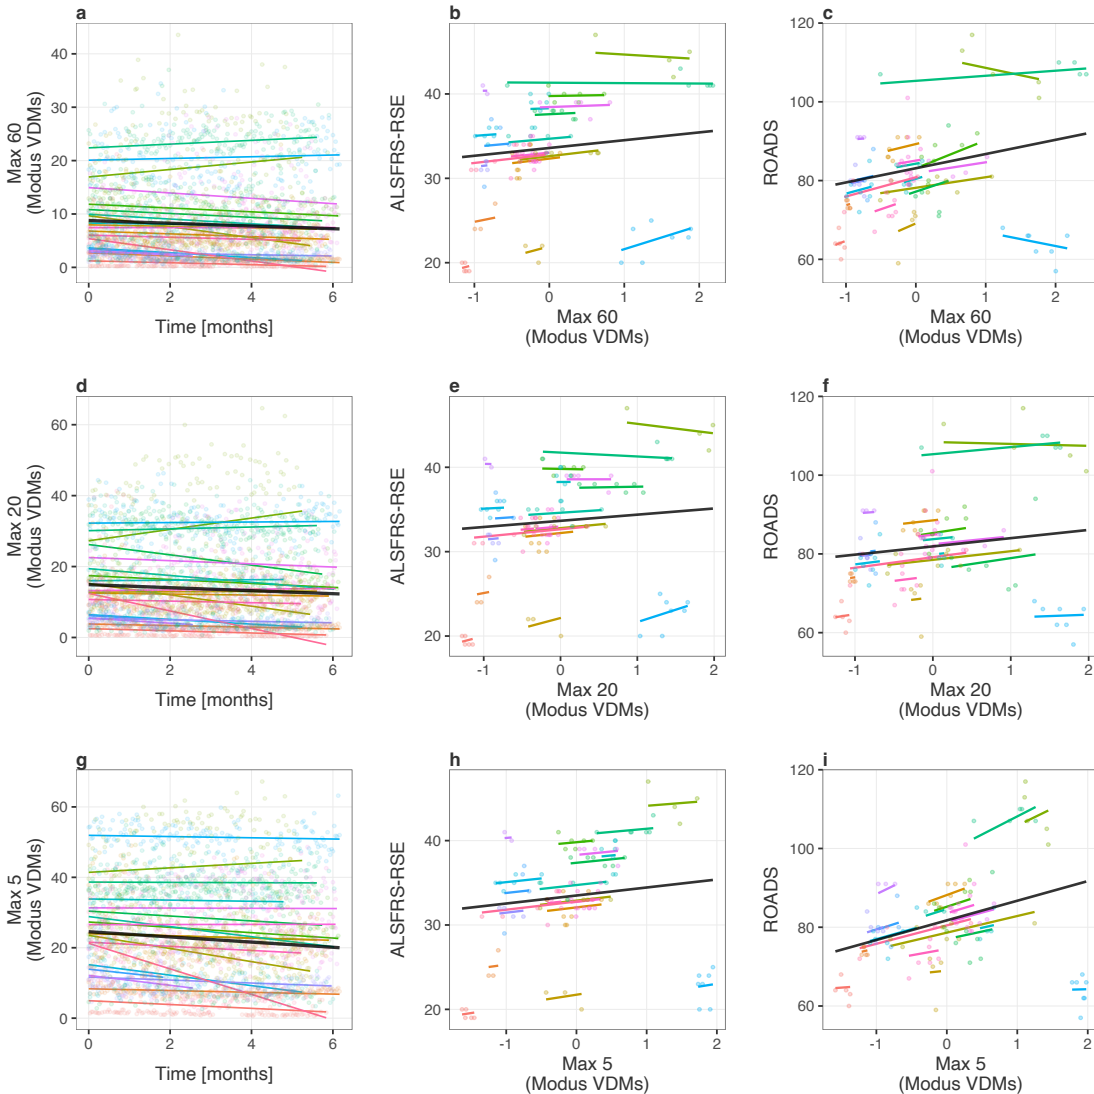 a
Max 60
(Modus VDMs)
40
30
20
10
0
0
2
4
6
Time [months]
b
ALSFRS-RSE
40
30
20
-1
0
1
2
Max 60
(Modus VDMs)
c
ROADS
120
100
80
60
-1
0
1
2
Max 60
(Modus VDMs)
d
Max 20
(Modus VDMs)
60
40
20
0
0
2
4
6
Time [months]
e
ALSFRS-RSE
40
30
20
-1
0
1
2
Max 20
(Modus VDMs)
f
ROADS
120
100
80
60
-1
0
1
2
Max 20
(Modus VDMs)
g
Max 5
(Modus VDMs)
60
40
20
0
0
2
4
6
Time [months]
h
ALSFRS-RSE
40
30
20
-1
0
1
2
Max 5
(Modus VDMs)
i
ROADS
120
100
80
60
-1
0
1
2
Max 5
(Modus VDMs)